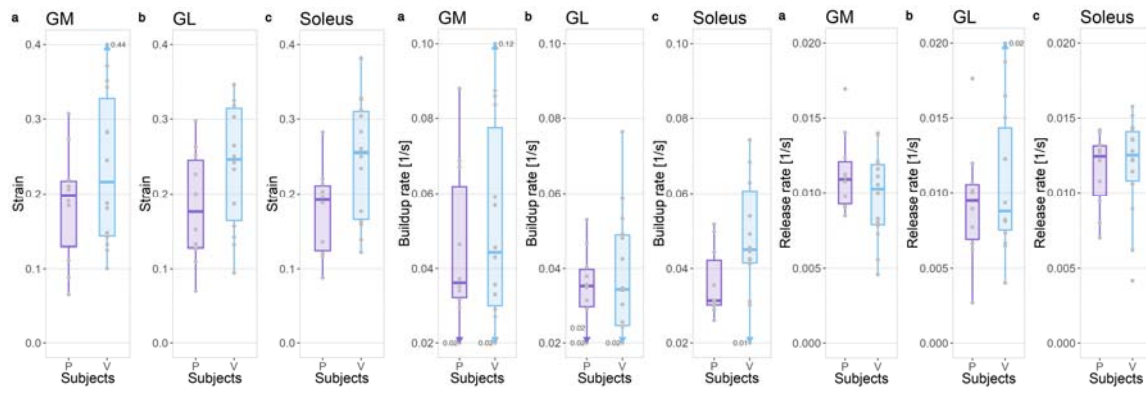 a GM
b GL
c Soleus
a GM
b GL
c Soleus
a GM
b GL
c Soleus
Strain
0.4
0.3
0.2
0.1
0.0
0.44
P V
Subjects
Strain
0.4
0.3
0.2
0.1
0.0
P V
Subjects
Strain
0.4
0.3
0.2
0.1
0.0
P V
Subjects
Buildup rate [1/s]
0.10
0.08
0.06
0.04
0.02
0.12
0.02
0.02
P V
Subjects
Buildup rate [1/s]
0.10
0.08
0.06
0.04
0.02
0.02
0.02
0.02
P V
Subjects
Buildup rate [1/s]
0.10
0.08
0.06
0.04
0.02
0.01
P V
Subjects
Release rate [1/s]
0.020
0.015
0.010
0.005
0.000
P V
Subjects
Release rate [1/s]
0.020
0.015
0.010
0.005
0.000
0.02
P V
Subjects
Release rate [1/s]
0.020
0.015
0.010
0.005
0.000
P V
Subjects